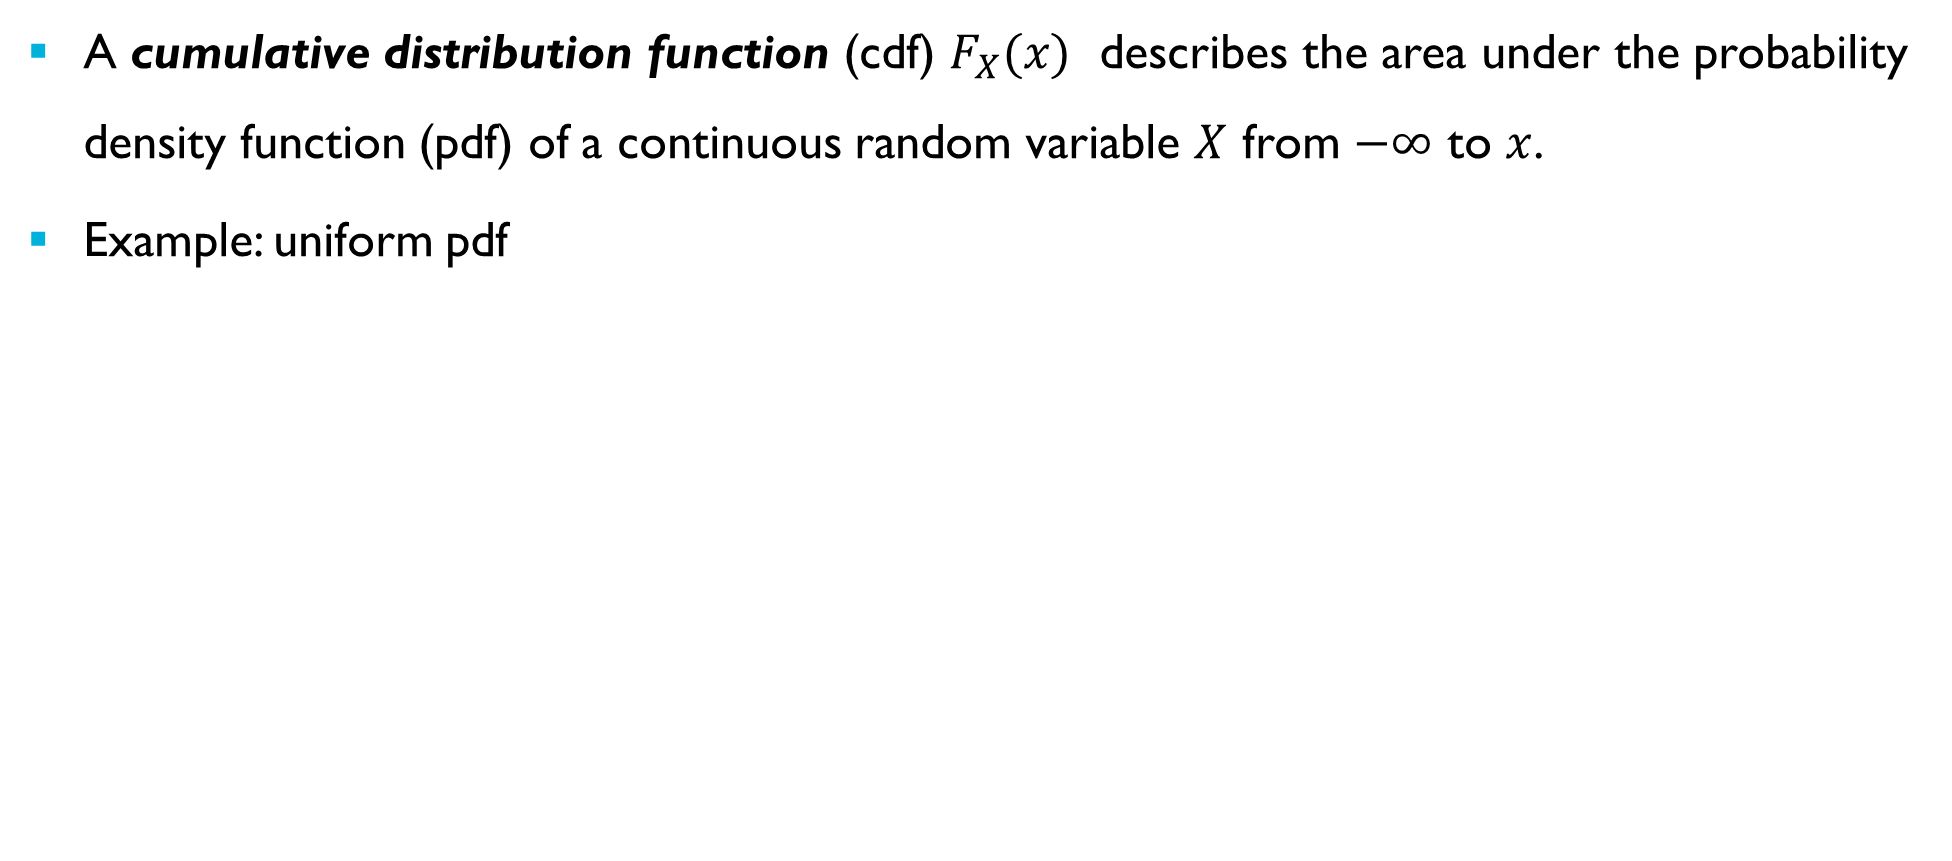 ▪ A cumulative distribution function (cdf) 𝐹𝑋(𝑥) describes the area under the probability
density function (pdf) of a continuous random variable 𝑋 from −∞ to 𝑥.
▪ Example: uniform pdf